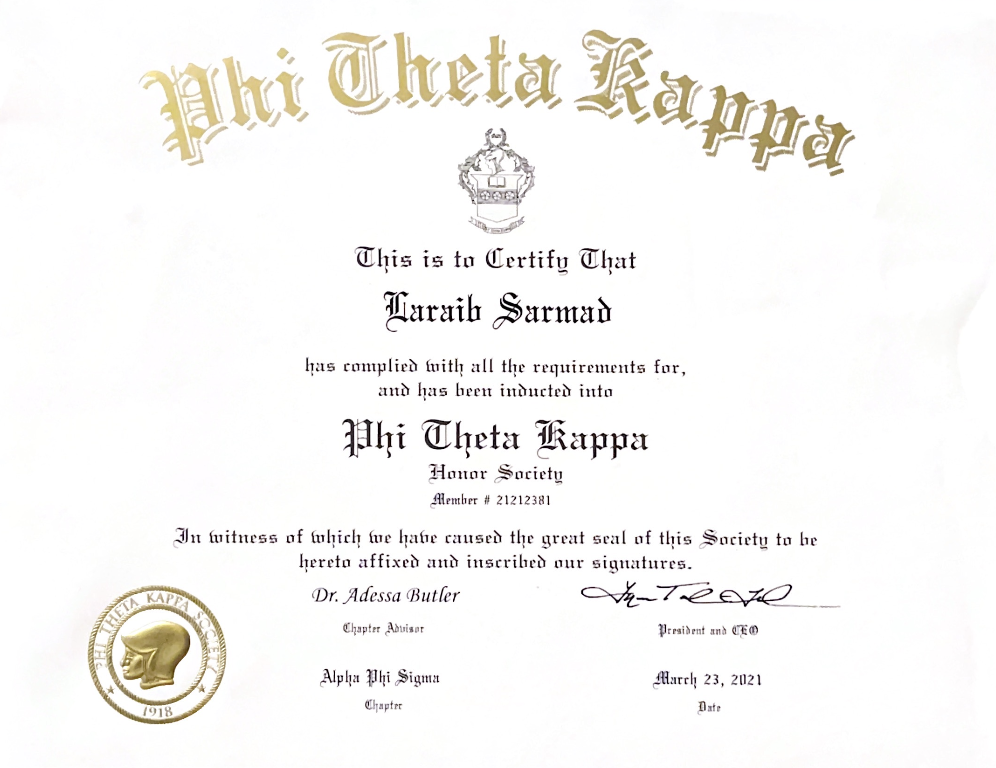 Phi Theta Kappa
This is to Certify That
Laraib Sarmad
has complied with all the requirements for,
and has been inducted into
Phi Theta Kappa
Honor Society
Member # 21212381
In witness of which we have caused the great seal of this Society to be
hereto affixed and inscribed our signatures.
Dr. Adessa Butler
Chapter Advisor
President and CEO
PHI THETA KAPPA SOCIETY
1918
Alpha Phi Sigma
Chapter
March 23, 2021
Date